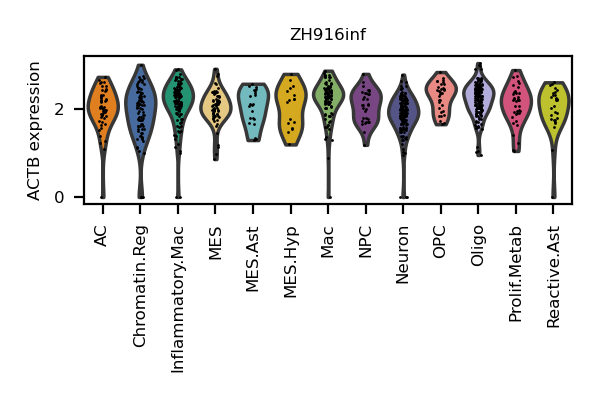 ZH916inf
ACTB expression
2
0
AC
Chromatin.Reg
Inflammatory.Mac
MES
MES.Ast
MES.Hyp
Mac
NPC
Neuron
OPC
Oligo
Prolif.Metab
Reactive.Ast